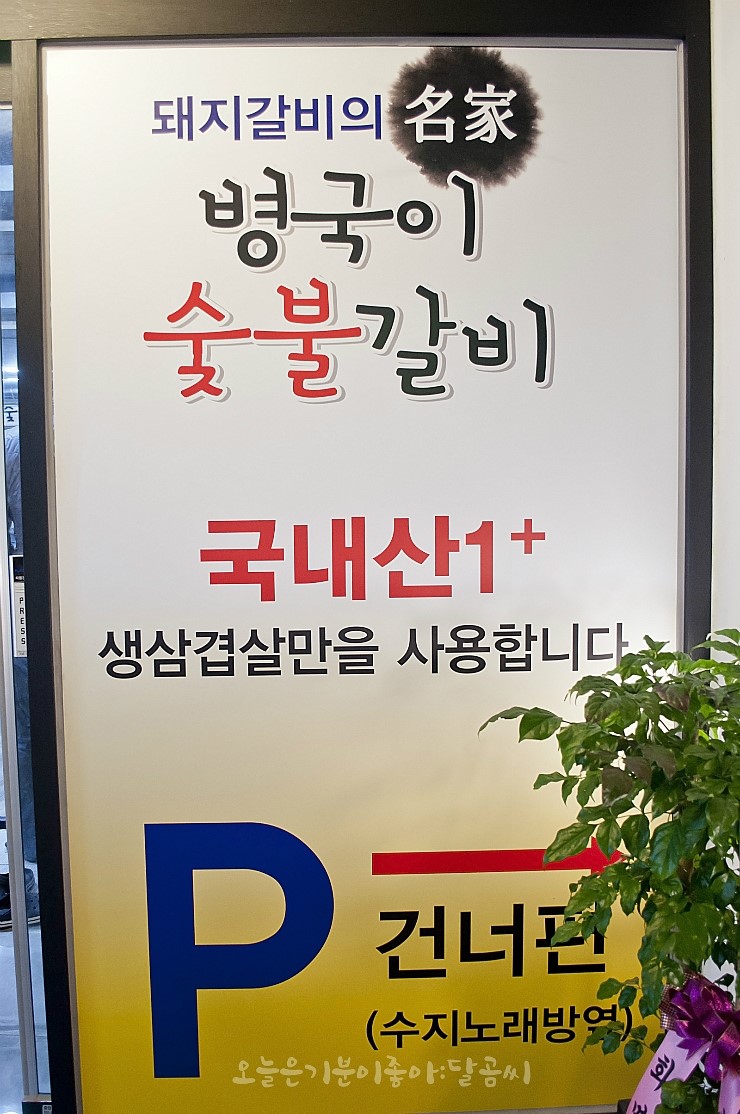 돼지갈비의 名家
병국이
숯불갈비
국내산1+
생삼겹살만을 사용합니다
P
건너편
(수지노래방옆)
오늘은기분이좋아:달곰씨
PRESS